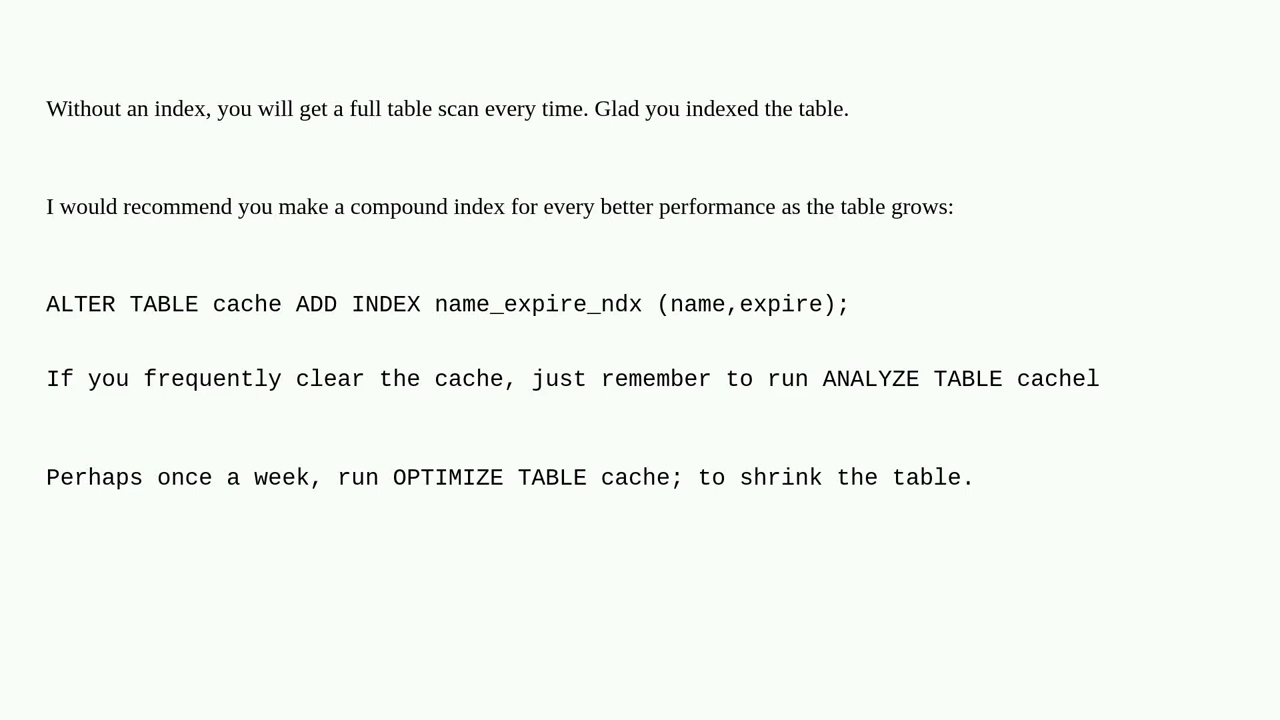 Without an index, you will get a full table scan every time. Glad you indexed the table.
I would recommend you make a compound index for every better performance as the table grows:
ALTER TABLE cache ADD INDEX name_expire_ndx (name,expire);
If you frequently clear the cache, just remember to run ANALYZE TABLE cachel
Perhaps once a week, run OPTIMIZE TABLE cache; to shrink the table.